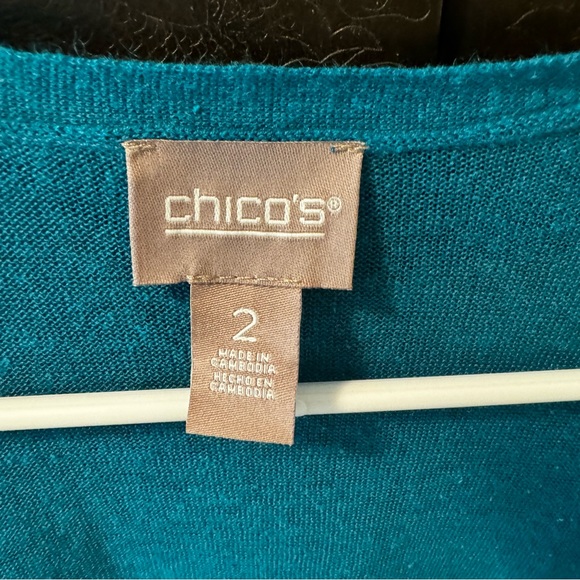 chico's®
2
MADE IN
CAMBODIA
HECHO EN
CAMBODIA